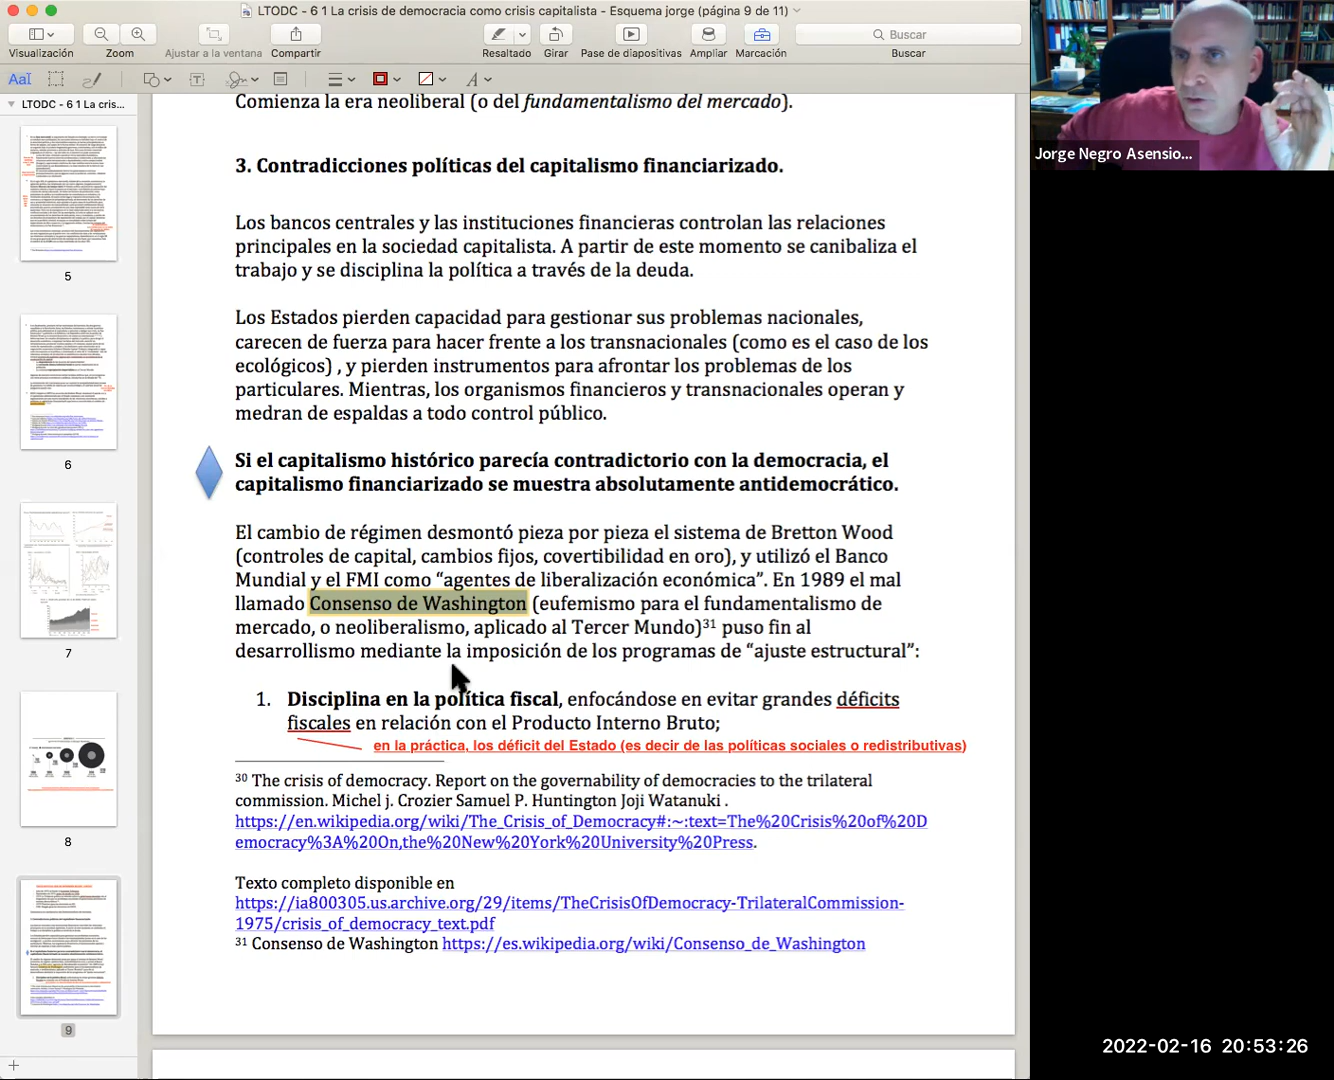 LTODC - 6 1 La crisis de democracia como crisis capitalista - Esquema jorge (página 9 de 11)
Visualización
Zoom
Ajustar a la ventana
Compartir
Resaltado
Girar
Pase de diapositivas
Ampliar
Marcación
Buscar
Buscar
LTODC - 6 1 La cris...
5
6
7
8
9
Comienza la era neoliberal (o del fundamentalismo del mercado).
3. Contradicciones políticas del capitalismo financiarizado.
Los bancos centrales y las instituciones financieras controlan las relaciones
principales en la sociedad capitalista. A partir de este momento se canibaliza el
trabajo y se disciplina la política a través de la deuda.
Los Estados pierden capacidad para gestionar sus problemas nacionales,
carecen de fuerza para hacer frente a los transnacionales (como es el caso de los
ecológicos) , y pierden instrumentos para afrontar los problemas de los
particulares. Mientras, los organismos financieros y transnacionales operan y
medran de espaldas a todo control público.
Si el capitalismo histórico parecía contradictorio con la democracia, el
capitalismo financiarizado se muestra absolutamente antidemocrático.
El cambio de régimen desmontó pieza por pieza el sistema de Bretton Wood
(controles de capital, cambios fijos, covertibilidad en oro), y utilizó el Banco
Mundial y el FMI como “agentes de liberalización económica”. En 1989 el mal
llamado Consenso de Washington (eufemismo para el fundamentalismo de
mercado, o neoliberalismo, aplicado al Tercer Mundo)31 puso fin al
desarrollismo mediante la imposición de los programas de “ajuste estructural”:
1. Disciplina en la política fiscal, enfocándose en evitar grandes déficits
fiscales en relación con el Producto Interno Bruto;
en la práctica, los déficit del Estado (es decir de las políticas sociales o redistributivas)
30 The crisis of democracy. Report on the governability of democracies to the trilateral
commission. Michel j. Crozier Samuel P. Huntington Joji Watanuki .
https://en.wikipedia.org/wiki/The_Crisis_of_Democracy#:~:text=The%20Crisis%20of%20D
emocracy%3A%20On,the%20New%20York%20University%20Press.
Texto completo disponible en
https://ia800305.us.archive.org/29/items/TheCrisisOfDemocracy-TrilateralCommission-
1975/crisis_of_democracy_text.pdf
31 Consenso de Washington https://es.wikipedia.org/wiki/Consenso_de_Washington
Jorge Negro Asensio...
2022-02-16 20:53:26